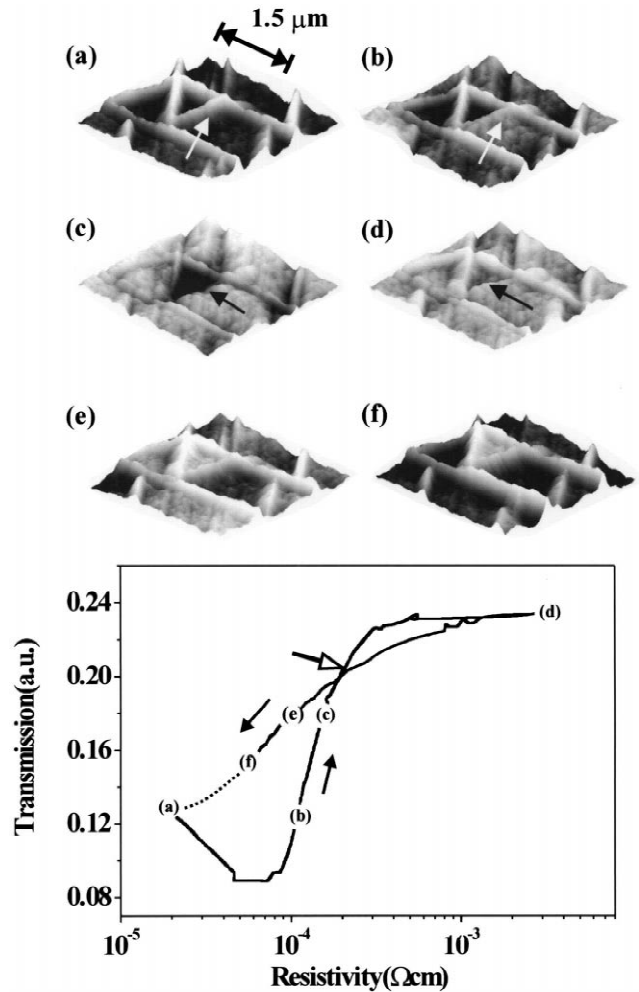 1.5 μm
(a)
(b)
(c)
(d)
(e)
(f)
0.24
0.20
0.16
0.12
0.08
Transmission(a.u.)
(d)
(e)
(c)
(f)
(a)
(b)
10⁻⁵
10⁻⁴
10⁻³
Resistivity(Ωcm)